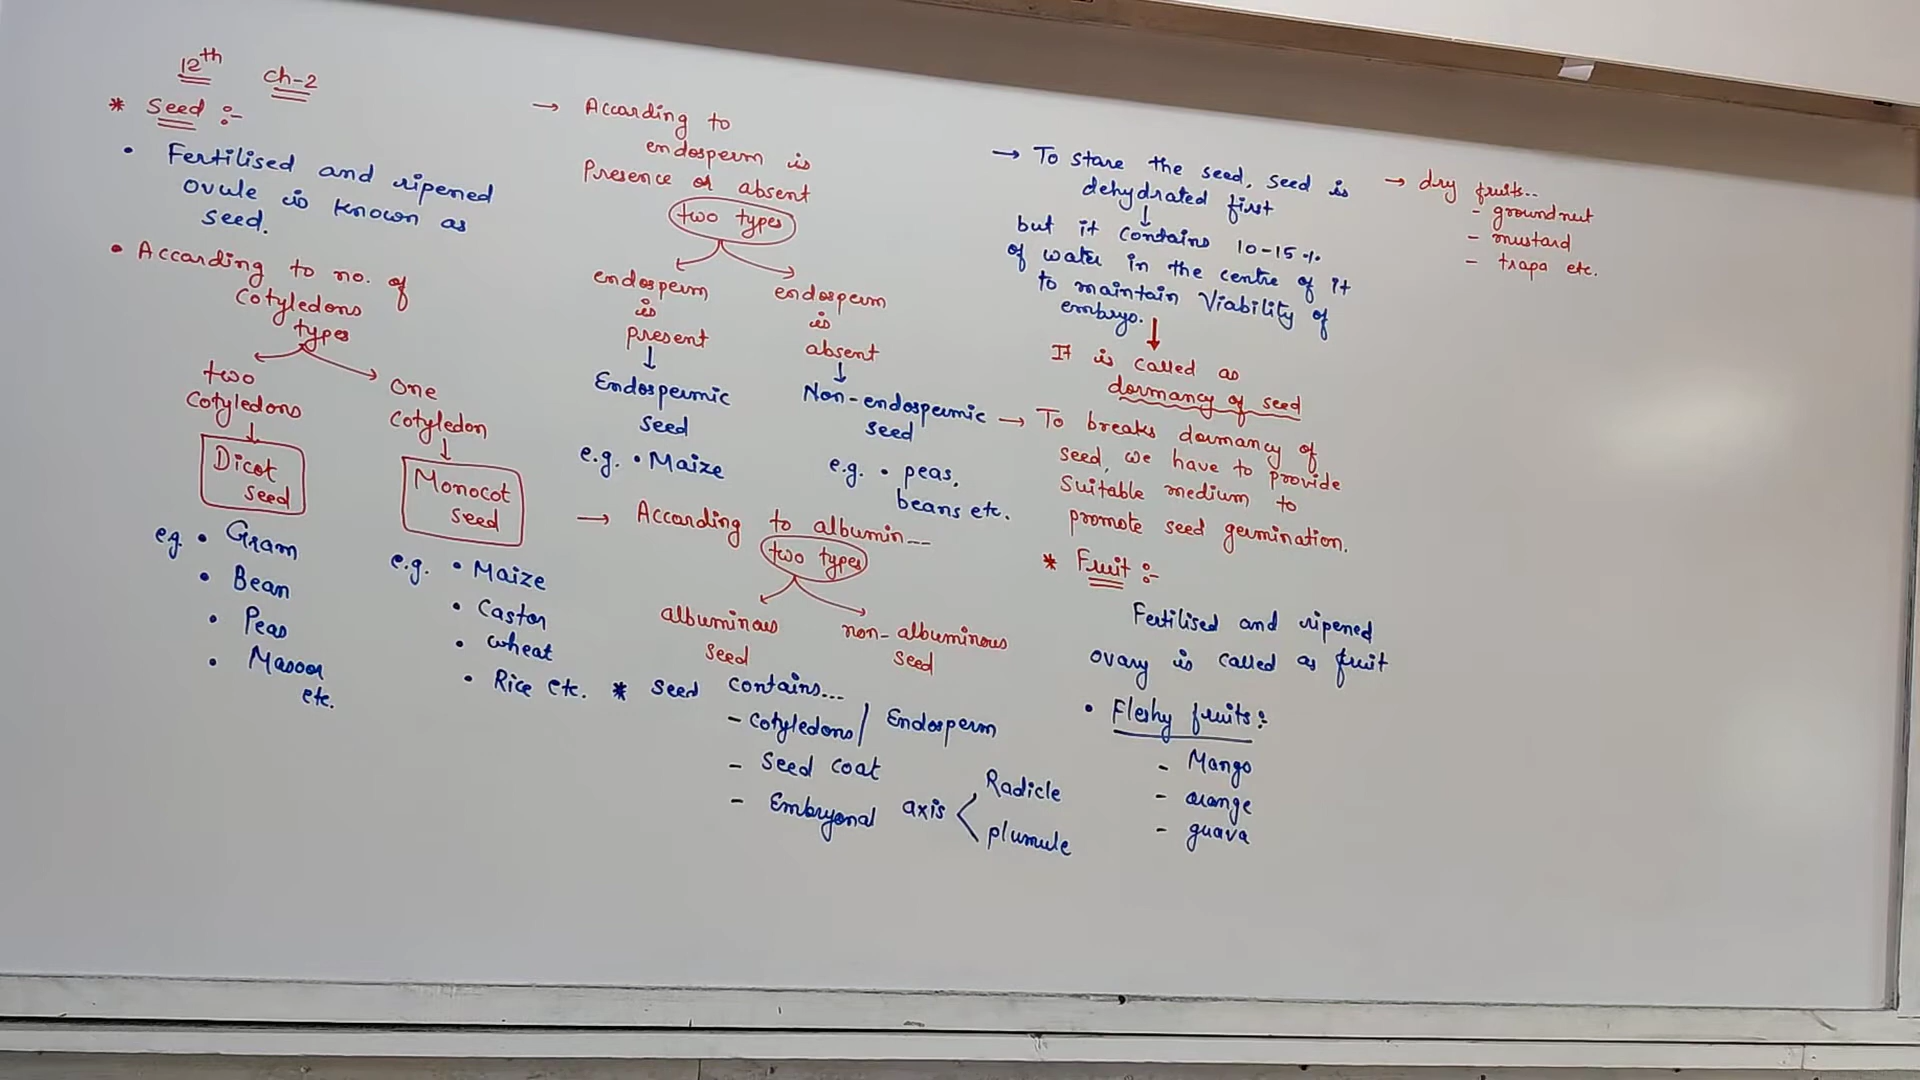 12th ch-2
* Seed :-
• Fertilised and ripened
ovule is known as
seed.
• According to no. of
cotyledons
types
two
cotyledons
One
cotyledon
Dicot
seed
Monocot
seed
eg. • Gram
• Bean
• Peas
• Masoor
etc.
e.g. • Maize
• Castor
• wheat
• Rice etc.
→ According to
endosperm is
Presence or absent
two types
endosperm
is
present
endosperm
is
absent
Endospermic
seed
Non-endospermic
seed
e.g. • Maize
e.g. • peas,
beans etc.
→ According to albumin--
two types
albuminous
seed
non-albuminous
seed
* seed contains...
- cotyledons/ Endosperm
- Seed coat
- Embryonal axis < Radicle
plumule
→ To store the seed, seed is
dehydrated first
but it contains 10-15%
of water in the centre of it
to maintain viability of
embryo.
It is called as
dormancy of seed
→ To breaks dormancy of
seed, we have to provide
suitable medium to
promote seed germination.
* Fruit :-
Fertilised and ripened
ovary is called as fruit
• Fleshy fruits:
- Mango
- orange
- guava
→ dry fruits..
- groundnut
- mustard
- trapa etc.